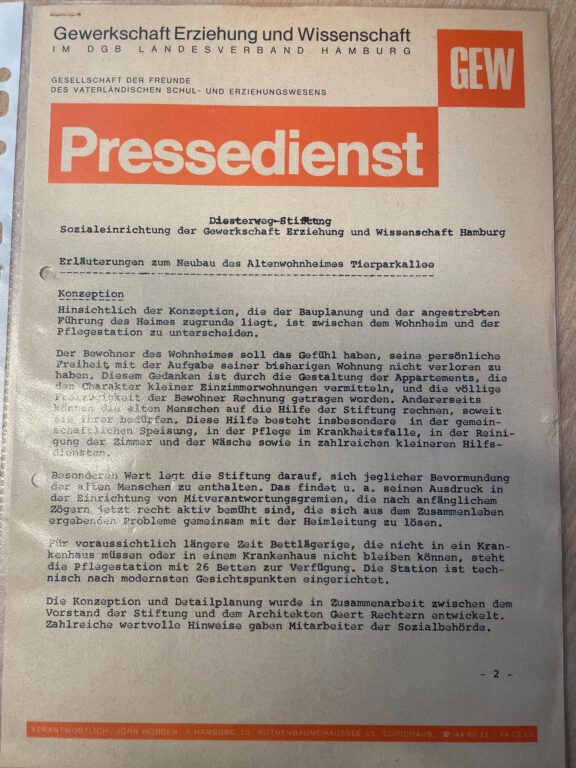 Gewerkschaft Erziehung und Wissenschaft
IM DGB LANDESVERBAND HAMBURG
GEW
GESELLSCHAFT DER FREUNDE
DES VATERLÄNDISCHEN SCHUL- UND ERZIEHUNGSWESENS
Pressedienst
Diesterweg-Stiftung
Sozialeinrichtung der Gewerkschaft Erziehung und Wissenschaft Hamburg
Erläuterungen zum Neubau des Altenwohnheimes Tierparkallee
Konzeption
Hinsichtlich der Konzeption, die der Bauplanung und der angestrebten
Führung des Heimes zugrunde liegt, ist zwischen dem Wohnheim und der
Pflegestation zu unterscheiden.
Der Bewohner des Wohnheimes soll das Gefühl haben, seine persönliche
Freiheit mit der Aufgabe seiner bisherigen Wohnung nicht verloren zu
haben. Diesem Gedanken ist durch die Gestaltung der Appartements, die
den Charakter kleiner Einzimmerwohnungen vermitteln, und die völlige
Freizügigkeit der Bewohner Rechnung getragen worden. Andererseits
können die alten Menschen auf die Hilfe der Stiftung rechnen, soweit
sie ihrer bedürfen. Diese Hilfe besteht insbesondere in der gemein-
schaftlichen Speisung, in der Pflege im Krankheitsfalle, in der Reini-
gung der Zimmer und der Wäsche sowie in zahlreichen kleineren Hilfs-
diensten.
Besonderen Wert legt die Stiftung darauf, sich jeglicher Bevormundung
der alten Menschen zu enthalten. Das findet u. a. seinen Ausdruck in
der Einrichtung von Mitverantwortungsgremien, die nach anfänglichem
Zögern jetzt recht aktiv bemüht sind, die sich aus dem Zusammenleben
ergebenden Probleme gemeinsam mit der Heimleitung zu lösen.
Für voraussichtlich längere Zeit Bettlägerige, die nicht in ein Kran-
kenhaus müssen oder in einem Krankenhaus nicht bleiben können, steht
die Pflegestation mit 26 Betten zur Verfügung. Die Station ist tech-
nisch nach modernsten Gesichtspunkten eingerichtet.
Die Konzeption und Detailplanung wurde in Zusammenarbeit zwischen dem
Vorstand der Stiftung und dem Architekten Geert Rechtern entwickelt.
Zahlreiche wertvolle Hinweise gaben Mitarbeiter der Sozialbehörde.
- 2 -
VERANTWORTLICH: JÖRN NORDEN, 2 HAMBURG 13, ROTHENBAUMCHAUSSEE 15, CURIOHAUS, ☎ 44 80 12 / 44 73 15